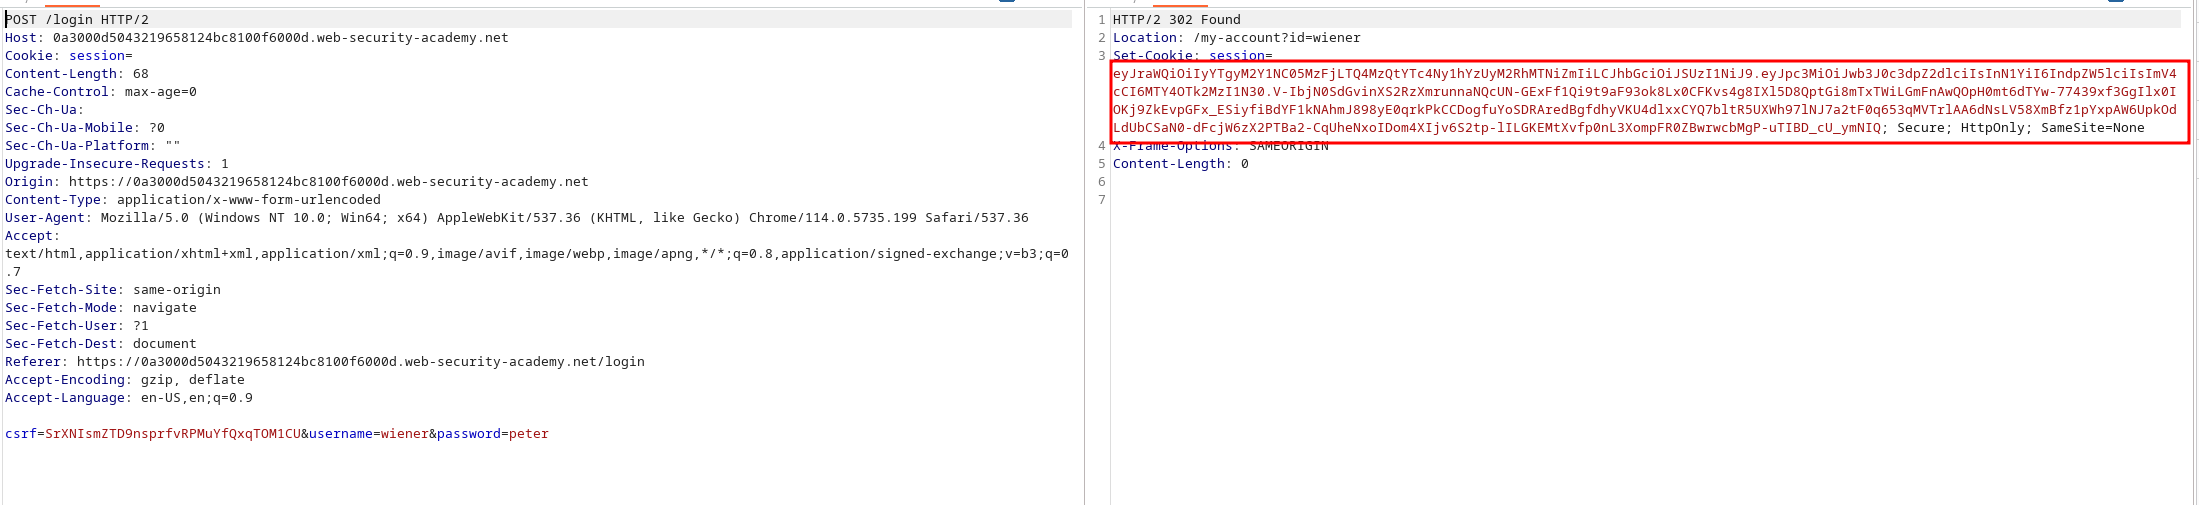 POST /login HTTP/2
Host: 0a3000d5043219658124bc8100f6000d.web-security-academy.net
Cookie: session=
Content-Length: 68
Cache-Control: max-age=0
Sec-Ch-Ua:
Sec-Ch-Ua-Mobile: ?0
Sec-Ch-Ua-Platform: ""
Upgrade-Insecure-Requests: 1
Origin: https://0a3000d5043219658124bc8100f6000d.web-security-academy.net
Content-Type: application/x-www-form-urlencoded
User-Agent: Mozilla/5.0 (Windows NT 10.0; Win64; x64) AppleWebKit/537.36 (KHTML, like Gecko) Chrome/114.0.5735.199 Safari/537.36
Accept:
text/html,application/xhtml+xml,application/xml;q=0.9,image/avif,image/webp,image/apng,*/*;q=0.8,application/signed-exchange;v=b3;q=0
.7
Sec-Fetch-Site: same-origin
Sec-Fetch-Mode: navigate
Sec-Fetch-User: ?1
Sec-Fetch-Dest: document
Referer: https://0a3000d5043219658124bc8100f6000d.web-security-academy.net/login
Accept-Encoding: gzip, deflate
Accept-Language: en-US,en;q=0.9
csrf=SrXNIsmZTD9nsprfvRPMuYfQxqTOM1CU&username=wiener&password=peter
1 HTTP/2 302 Found
2 Location: /my-account?id=wiener
3 Set-Cookie: session=
eyJraWQiOiIyYTgyM2Y1NC05MzFjLTQ4MzQtYTc4Ny1hYzUyM2RhMTNiZmIiLCJhbGciOiJSUzI1NiJ9.eyJpc3MiOiJwb3J0c3dpZ2dlciIsInN1YiI6IndpZW5lciIsImV4
cCI6MTY4OTk2MzI1N30.V-IbjN0SdGvinXS2RzXmrunnaNQcUN-GExFf1Qi9t9aF93ok8Lx0CFKvs4g8IXl5D8QptGi8mTxTWiLGmFnAwQOpH0mt6dTYw-77439xf3GgIlx0I
OKj9ZkEvpGFx_ESiyfiBdYF1kNAhmJ898yE0qrkPkCCDogfuYoSDRAredBgfdhyVKU4dlxxCYQ7bltR5UXWh97lNJ7a2tF0q653qMVTrlAA6dNsLV58XmBfz1pYxpAW6UpkOd
LdUbCSaN0-dFcjW6zX2PTBa2-CqUheNxoIDom4XIjv6S2tp-lILGKEMtXvfp0nL3XompFR0ZBwrwcbMgP-uTIBD_cU_ymNIQ; Secure; HttpOnly; SameSite=None
4 X-Frame-Options: SAMEORIGIN
5 Content-Length: 0
6
7